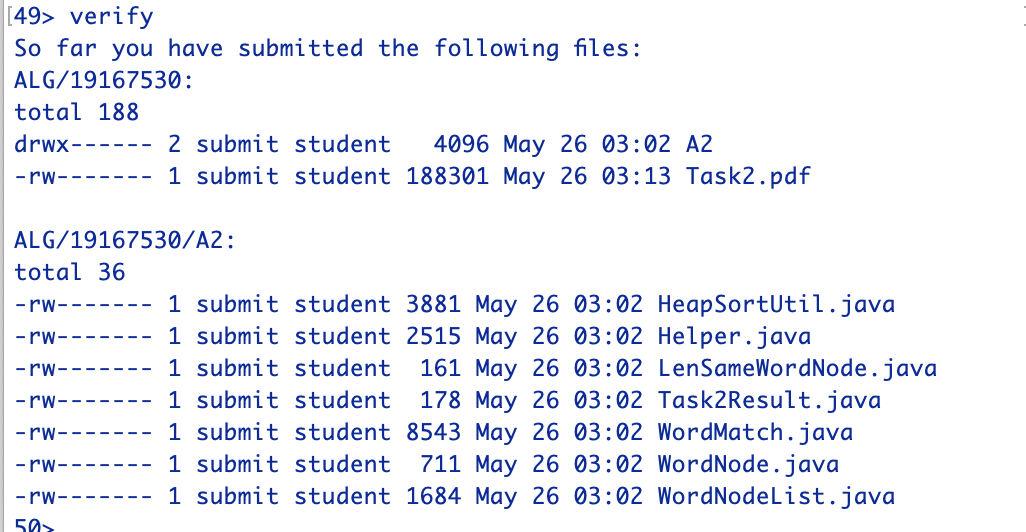 [49> verify
So far you have submitted the following files:
ALG/19167530:
total 188
drwx------ 2 submit student   4096 May 26 03:02 A2
-rw------- 1 submit student 188301 May 26 03:13 Task2.pdf

ALG/19167530/A2:
total 36
-rw------- 1 submit student 3881 May 26 03:02 HeapSortUtil.java
-rw------- 1 submit student 2515 May 26 03:02 Helper.java
-rw------- 1 submit student  161 May 26 03:02 LenSameWordNode.java
-rw------- 1 submit student  178 May 26 03:02 Task2Result.java
-rw------- 1 submit student 8543 May 26 03:02 WordMatch.java
-rw------- 1 submit student  711 May 26 03:02 WordNode.java
-rw------- 1 submit student 1684 May 26 03:02 WordNodeList.java
50>